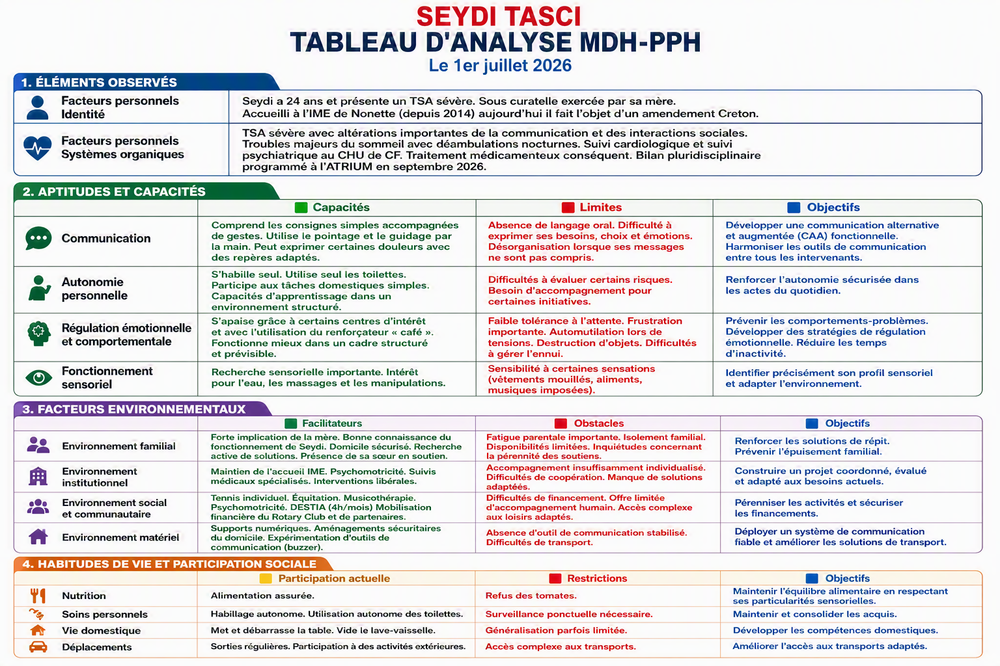 SEYDI TASCI
TABLEAU D'ANALYSE MDH-PPH
Le 1er juillet 2026
1. ÉLÉMENTS OBSERVÉS
Facteurs personnels
Identité
Seydi a 24 ans et présente un TSA sévère. Sous curatelle exercée par sa mère.
Accueilli à l'IME de Nonette (depuis 2014) aujourd'hui il fait l'objet d'un amendement Creton.
Facteurs personnels
Systèmes organiques
TSA sévère avec altérations importantes de la communication et des interactions sociales.
Troubles majeurs du sommeil avec déambulations nocturnes. Suivi cardiologique et suivi
psychiatrique au CHU de CF. Traitement médicamenteux conséquent. Bilan pluridisciplinaire
programmé à l'ATRIUM en septembre 2026.
2. APTITUDES ET CAPACITÉS
Capacités
Limites
Objectifs
Communication
Comprend les consignes simples accompagnées
de gestes. Utilise le pointage et le guidage par
la main. Peut exprimer certaines douleurs avec
des repères adaptés.
Absence de langage oral. Difficulté à
exprimer ses besoins, choix et émotions.
Désorganisation lorsque ses messages
ne sont pas compris.
Développer une communication alternative
et augmentée (CAA) fonctionnelle.
Harmoniser les outils de communication
entre tous les intervenants.
Autonomie
personnelle
S'habille seul. Utilise seul les toilettes.
Participe aux tâches domestiques simples.
Capacités d'apprentissage dans un
environnement structuré.
Difficultés à évaluer certains risques.
Besoin d'accompagnement pour
certaines initiatives.
Renforcer l'autonomie sécurisée dans
les actes du quotidien.
Régulation émotionnelle
et comportementale
S'apaise grâce à certains centres d'intérêt
et avec l'utilisation du renforçateur « café ».
Fonctionne mieux dans un cadre structuré
et prévisible.
Faible tolérance à l'attente. Frustration
importante. Automutilation lors de
tensions. Destruction d'objets. Difficultés
à gérer l'ennui.
Prévenir les comportements-problèmes.
Développer des stratégies de régulation
émotionnelle. Réduire les temps
d'inactivité.
Fonctionnement
sensoriel
Recherche sensorielle importante. Intérêt
pour l'eau, les massages et les manipulations.
Sensibilité à certaines sensations
(vêtements mouillés, aliments,
musiques imposées).
Identifier précisément son profil sensoriel
et adapter l'environnement.
3. FACTEURS ENVIRONNEMENTAUX
Facilitateurs
Obstacles
Objectifs
Environnement familial
Forte implication de la mère. Bonne connaissance du
fonctionnement de Seydi. Domicile sécurisé. Recherche
active de solutions. Présence de sa sœur en soutien.
Fatigue parentale importante. Isolement familial.
Disponibilités limitées. Inquiétudes concernant
la pérennité des soutiens.
Renforcer les solutions de répit.
Prévenir l'épuisement familial.
Environnement
institutionnel
Maintien de l'accueil IME. Psychomotricité. Suivis
médicaux spécialisés. Interventions libérales.
Accompagnement insuffisamment individualisé.
Difficultés de coopération. Manque de solutions
adaptéés.
Construire un projet coordonné, évalué
et adapté aux besoins actuels.
Environnement social
et communautaire
Tennis individuel. Équitation. Musicothérapie.
Psychomotricité. DESTIA (4h/mois) Mobilisation
financière du Rotary Club et de partenaires.
Difficultés de financement. Offre limitée
d'accompagnement humain. Accès complexe
aux loisirs adaptés.
Pérenniser les activités et sécuriser
les financements.
Environnement matériel
Supports numériques. Aménagements sécuritaires
du domicile. Expérimentation d'outils de
communication (buzzer).
Absence d'outil de communication stabilisé.
Difficultés de transport.
Déployer un système de communication
fiable et améliorer les solutions de transport.
4. HABITUDES DE VIE ET PARTICIPATION SOCIALE
Participation actuelle
Restrictions
Objectifs
Nutrition
Alimentation assurée.
Refus des tomates.
Maintenir l'équilibre alimentaire en respectant
ses particularités sensorielles.
Soins personnels
Habillage autonome. Utilisation autonome des toilettes.
Surveillance ponctuelle nécessaire.
Maintenir et consolider les acquis.
Vie domestique
Met et débarrasse la table. Vide le lave-vaisselle.
Généralisation parfois limitée.
Développer les compétences domestiques.
Déplacements
Sorties régulières. Participation à des activités extérieures.
Accès complexe aux transports.
Améliorer l'accès aux transports adaptés.